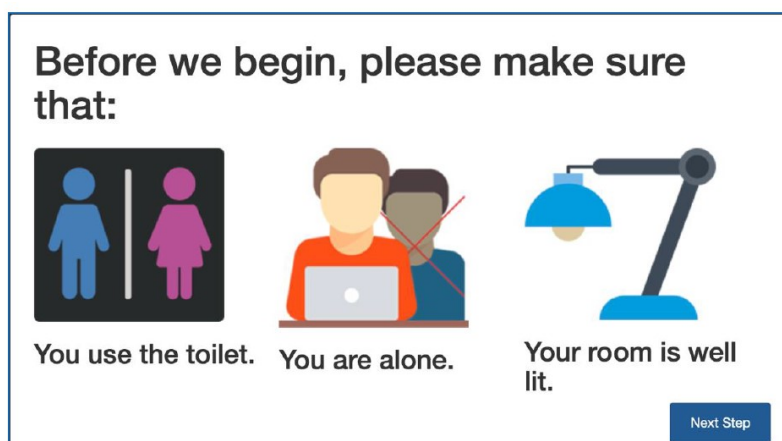 Before we begin, please make sure
that:
You use the toilet.
You are alone.
Your room is well
lit.
Next Step